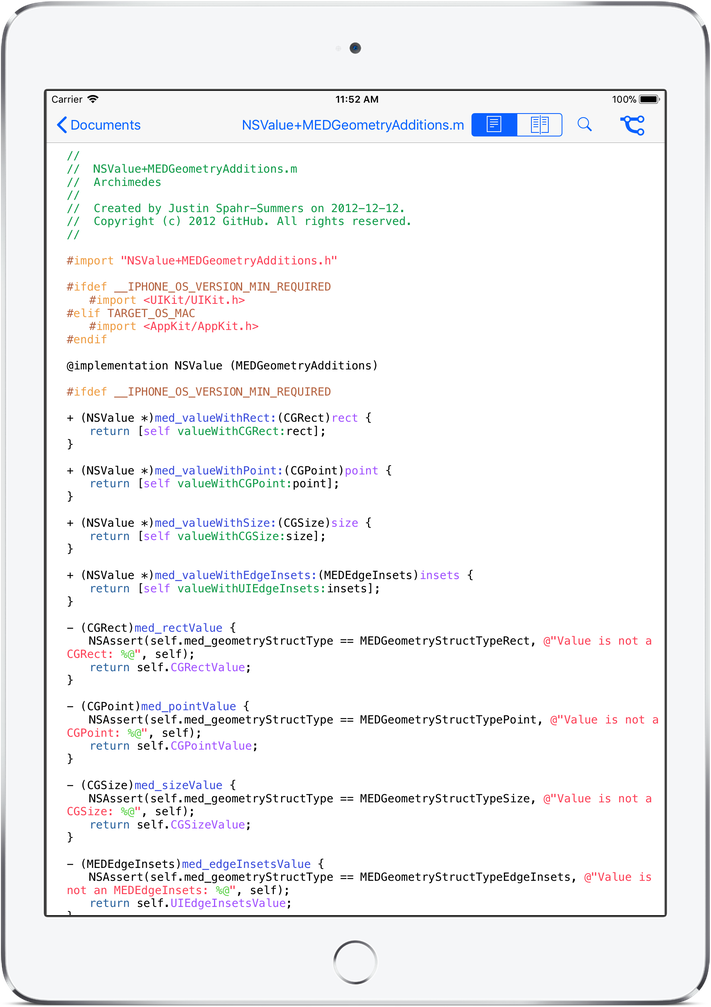 Carrier 11:52 AM 100%
Documents NSValue+MEDGeometryAdditions.m
//
//  NSValue+MEDGeometryAdditions.m
//  Archimedes
//
//  Created by Justin Spahr-Summers on 2012-12-12.
//  Copyright (c) 2012 GitHub. All rights reserved.
//

#import "NSValue+MEDGeometryAdditions.h"

#ifdef __IPHONE_OS_VERSION_MIN_REQUIRED
    #import <UIKit/UIKit.h>
#elif TARGET_OS_MAC
    #import <AppKit/AppKit.h>
#endif

@implementation NSValue (MEDGeometryAdditions)

#ifdef __IPHONE_OS_VERSION_MIN_REQUIRED

+ (NSValue *)med_valueWithRect:(CGRect)rect {
    return [self valueWithCGRect:rect];
}

+ (NSValue *)med_valueWithPoint:(CGPoint)point {
    return [self valueWithCGPoint:point];
}

+ (NSValue *)med_valueWithSize:(CGSize)size {
    return [self valueWithCGSize:size];
}

+ (NSValue *)med_valueWithEdgeInsets:(MEDEdgeInsets)insets {
    return [self valueWithUIEdgeInsets:insets];
}

- (CGRect)med_rectValue {
    NSAssert(self.med_geometryStructType == MEDGeometryStructTypeRect, @"Value is not a
CGRect: %@", self);
    return self.CGRectValue;
}

- (CGPoint)med_pointValue {
    NSAssert(self.med_geometryStructType == MEDGeometryStructTypePoint, @"Value is not a
CGPoint: %@", self);
    return self.CGPointValue;
}

- (CGSize)med_sizeValue {
    NSAssert(self.med_geometryStructType == MEDGeometryStructTypeSize, @"Value is not a
CGSize: %@", self);
    return self.CGSizeValue;
}

- (MEDEdgeInsets)med_edgeInsetsValue {
    NSAssert(self.med_geometryStructType == MEDGeometryStructTypeEdgeInsets, @"Value is
not an MEDEdgeInsets: %@", self);
    return self.UIEdgeInsetsValue;
}